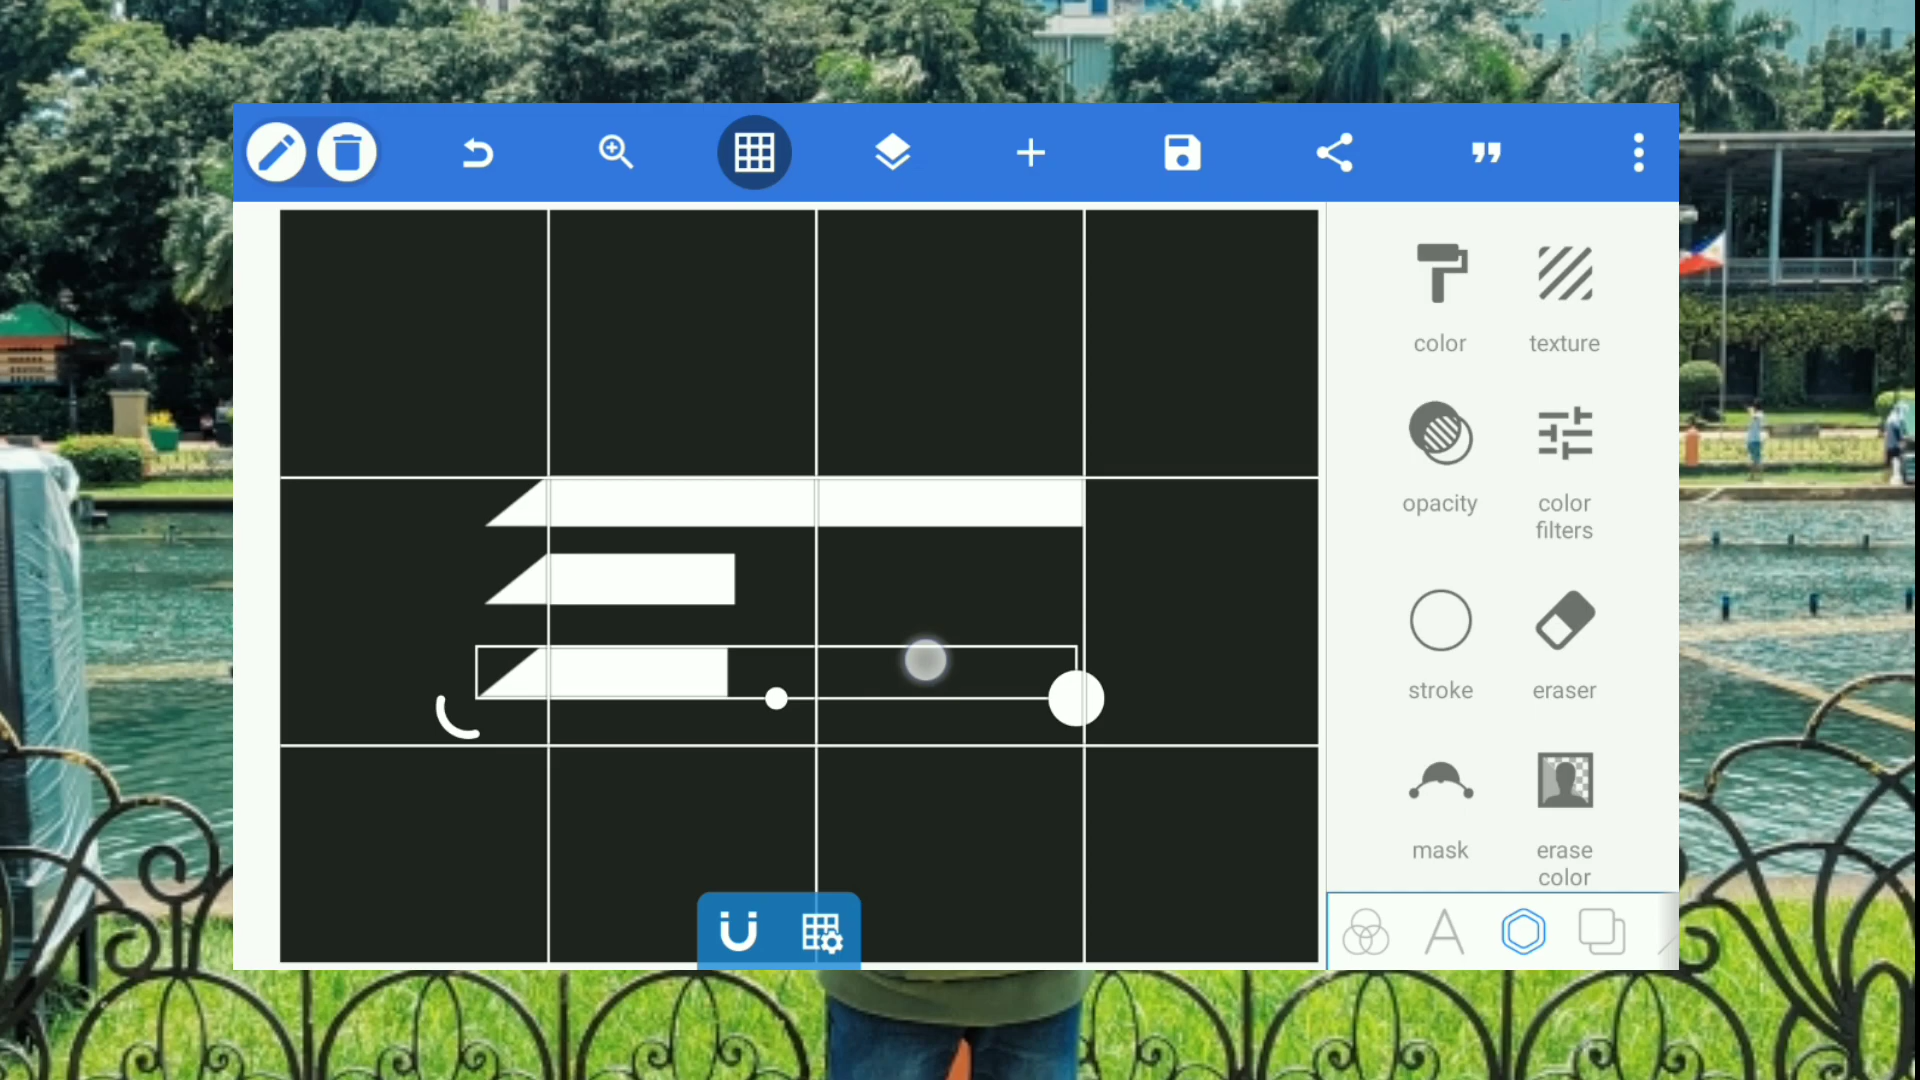 color
texture
opacity
color
filters
stroke
eraser
mask
erase
color